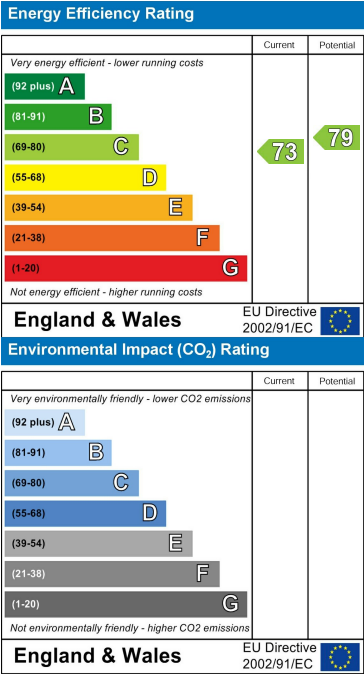 Energy Efficiency Rating
Current Potential
Very energy efficient - lower running costs
(92 plus) A
(81-91) B
(69-80) C
73
79
(55-68) D
(39-54) E
(21-38) F
(1-20) G
Not energy efficient - higher running costs
England & Wales
EU Directive
2002/91/EC
Environmental Impact (CO₂) Rating
Current Potential
Very environmentally friendly - lower CO2 emissions
(92 plus) A
(81-91) B
(69-80) C
(55-68) D
(39-54) E
(21-38) F
(1-20) G
Not environmentally friendly - higher CO2 emissions
England & Wales
EU Directive
2002/91/EC